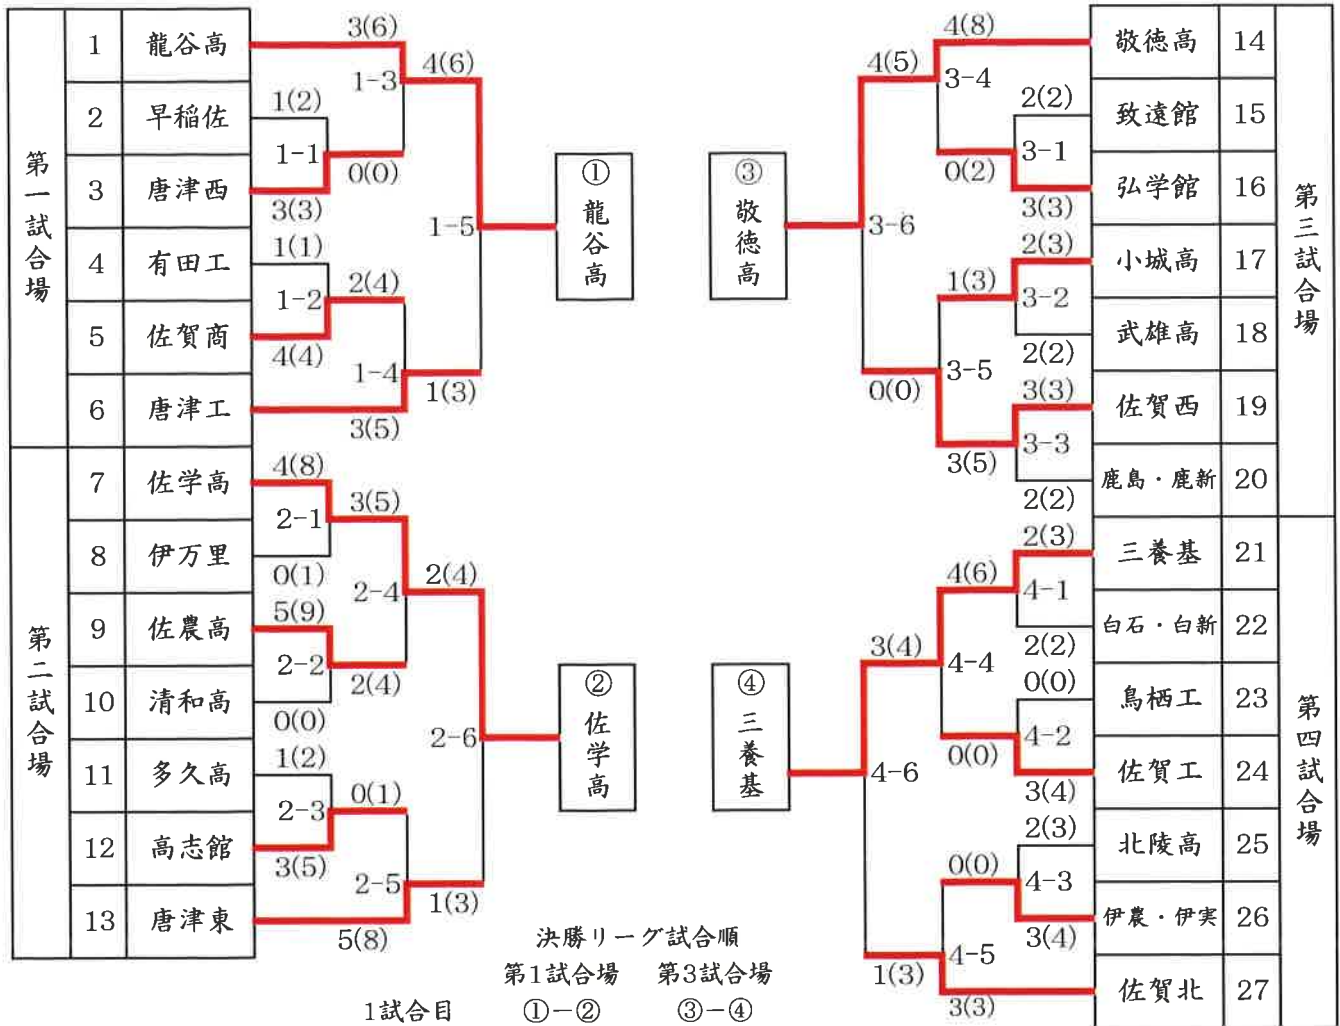 第一試合場
1 龍谷高
2 早稲佐
3 唐津西
4 有田工
5 佐賀商
6 唐津工
3(6)
1-3
4(6)
1(2)
1-1
0(0)
3(3)
1-5
1(1)
1-2
2(4)
4(4)
1-4
1(3)
3(5)
① 龍谷高
第二試合場
7 佐学高
8 伊万里
9 佐農高
10 清和高
11 多久高
12 高志館
13 唐津東
4(8)
2-1
3(5)
0(1)
2-4
2(4)
5(9)
2-2
2(4)
0(0)
2-6
1(2)
2-3
0(1)
3(5)
2-5
1(3)
5(8)
② 佐学高
第三試合場
敬徳高 14
致遠館 15
弘学館 16
小城高 17
武雄高 18
佐賀西 19
鹿島・鹿新 20
4(8)
4(5)
3-4
2(2)
3-1
0(2)
3(3)
3-6
2(3)
1(3)
3-2
2(2)
3-5
0(0)
3(3)
3-3
3(5)
2(2)
③ 敬徳高
第四試合場
三養基 21
白石・白新 22
鳥栖工 23
佐賀工 24
北陵高 25
伊農・伊実 26
佐賀北 27
2(3)
4(6)
4-1
2(2)
3(4)
4-4
0(0)
4-2
0(0)
3(4)
4-6
2(3)
0(0)
4-3
3(4)
4-5
1(3)
3(3)
④ 三養基
決勝リーグ試合順
第1試合場 第3試合場
1試合目 ①－② ③－④